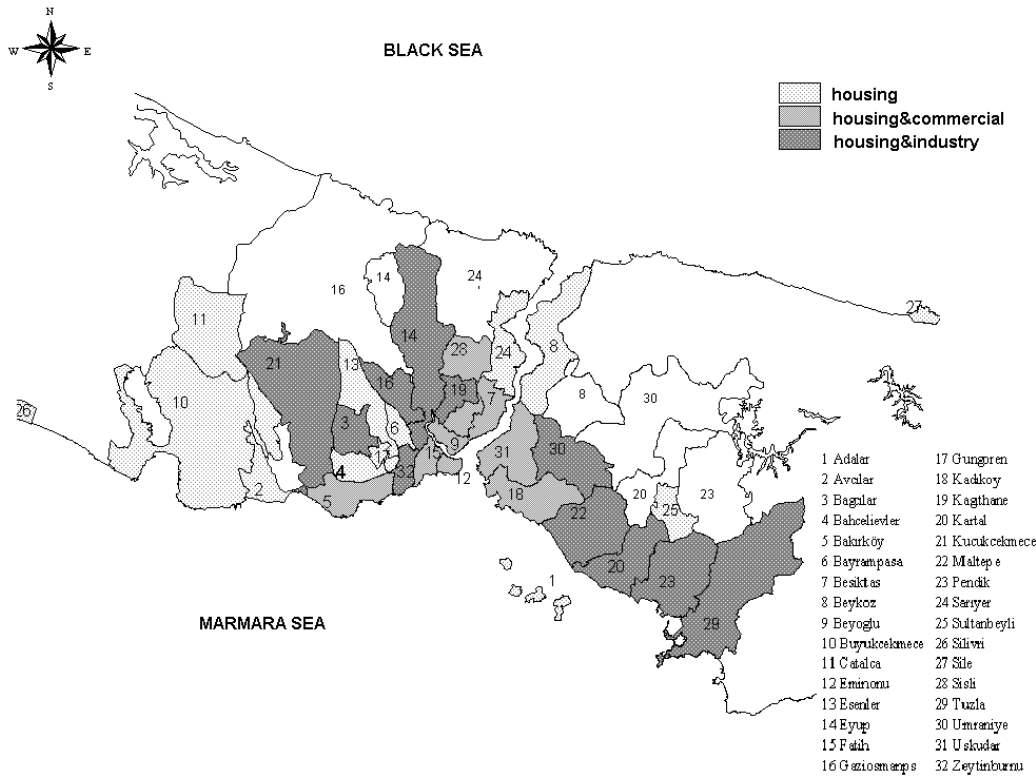 N
W E
S
BLACK SEA
housing
housing&commercial
housing&industry
24
14
16
27
11
14
28
24
8
21
13
16
19
7
8
30
10
26
3
6
9
30
17
15
31
4
32
12
2
5
18
20
23
22
25
20
23
1
29
MARMARA SEA
1 Adalar
2 Avcılar
3 Bagcılar
4 Bahcelievler
5 Bakırköy
6 Bayrampasa
7 Besiktas
8 Beykoz
9 Beyoglu
10 Buyukcekmece
11 Catalca
12 Eminonu
13 Esenler
14 Eyup
15 Fatih
16 Gaziosmanps
17 Gungoren
18 Kadıkoy
19 Kagthane
20 Kartal
21 Kucukcekmece
22 Maltepe
23 Pendik
24 Sarıyer
25 Sultanbeyli
26 Silivri
27 Sile
28 Sisli
29 Tuzla
30 Umraniye
31 Uskudar
32 Zeytinburnu